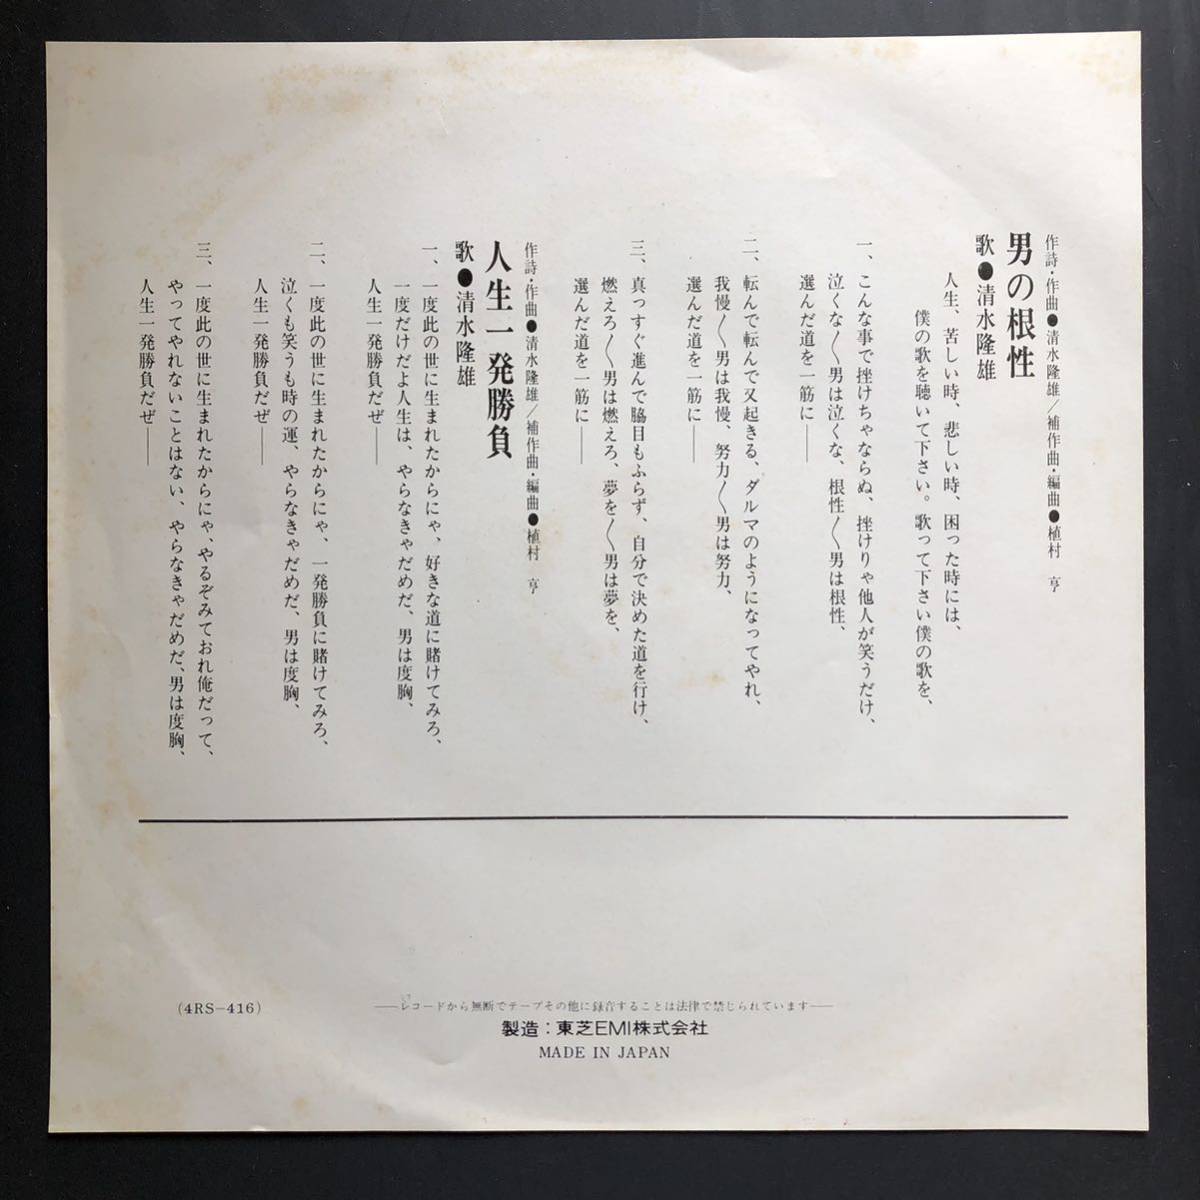 作詩・作曲●清水隆雄／補作曲・編曲●植村　亨
男の根性
歌●清水隆雄
人生、苦しい時、悲しい時、困った時には、
僕の歌を聴いて下さい。歌って下さい僕の歌を、
一、こんな事で挫けちゃならぬ、挫けりゃ他人が笑うだけ、
泣くな〳〵男は泣くな、根性〳〵男は根性、
選んだ道を一筋に――
二、転んで転んで又起きる、ダルマのようになってやれ、
我慢〳〵男は我慢、努力〳〵男は努力、
選んだ道を一筋に――
三、真っすぐ進んで脇目もふらず、自分で決めた道を行け、
燃えろ〳〵男は燃えろ、夢を〳〵男は夢を、
選んだ道を一筋に――
作詩・作曲●清水隆雄／補作曲・編曲●植村　亨
人生一発勝負
歌●清水隆雄
一、一度此の世に生まれたからにゃ、好きな道に賭けてみろ、
一度だけだよ人生は、やらなきゃだめだ、男は度胸、
人生一発勝負だぜ――
二、一度此の世に生まれたからにゃ、一発勝負に賭けてみろ、
泣くも笑うも時の運、やらなきゃだめだ、男は度胸、
人生一発勝負だぜ――
三、一度此の世に生まれたからにゃ、やるぞみておれ俺だって、
やってやれないことはない、やらなきゃだめだ、男は度胸、
人生一発勝負だぜ――
(4RS-416)
――レコードから無断でテープその他に録音することは法律で禁じられています――
製造：東芝EMI株式会社
MADE IN JAPAN